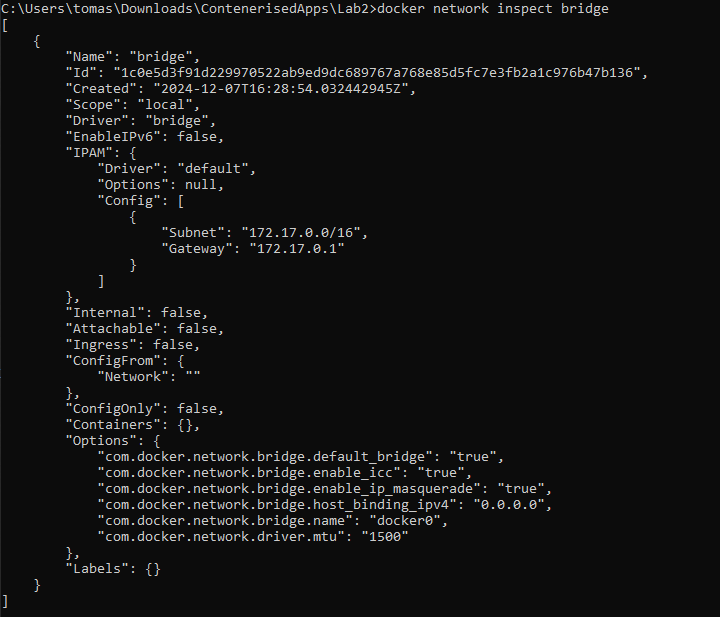 C:\Users\tomas\Downloads\ContenerisedApps\Lab2>docker network inspect bridge
[
    {
        "Name": "bridge",
        "Id": "1c0e5d3f91d229970522ab9ed9dc689767a768e85d5fc7e3fb2a1c976b47b136",
        "Created": "2024-12-07T16:28:54.032442945Z",
        "Scope": "local",
        "Driver": "bridge",
        "EnableIPv6": false,
        "IPAM": {
            "Driver": "default",
            "Options": null,
            "Config": [
                {
                    "Subnet": "172.17.0.0/16",
                    "Gateway": "172.17.0.1"
                }
            ]
        },
        "Internal": false,
        "Attachable": false,
        "Ingress": false,
        "ConfigFrom": {
            "Network": ""
        },
        "ConfigOnly": false,
        "Containers": {},
        "Options": {
            "com.docker.network.bridge.default_bridge": "true",
            "com.docker.network.bridge.enable_icc": "true",
            "com.docker.network.bridge.enable_ip_masquerade": "true",
            "com.docker.network.bridge.host_binding_ipv4": "0.0.0.0",
            "com.docker.network.bridge.name": "docker0",
            "com.docker.network.driver.mtu": "1500"
        },
        "Labels": {}
    }
]